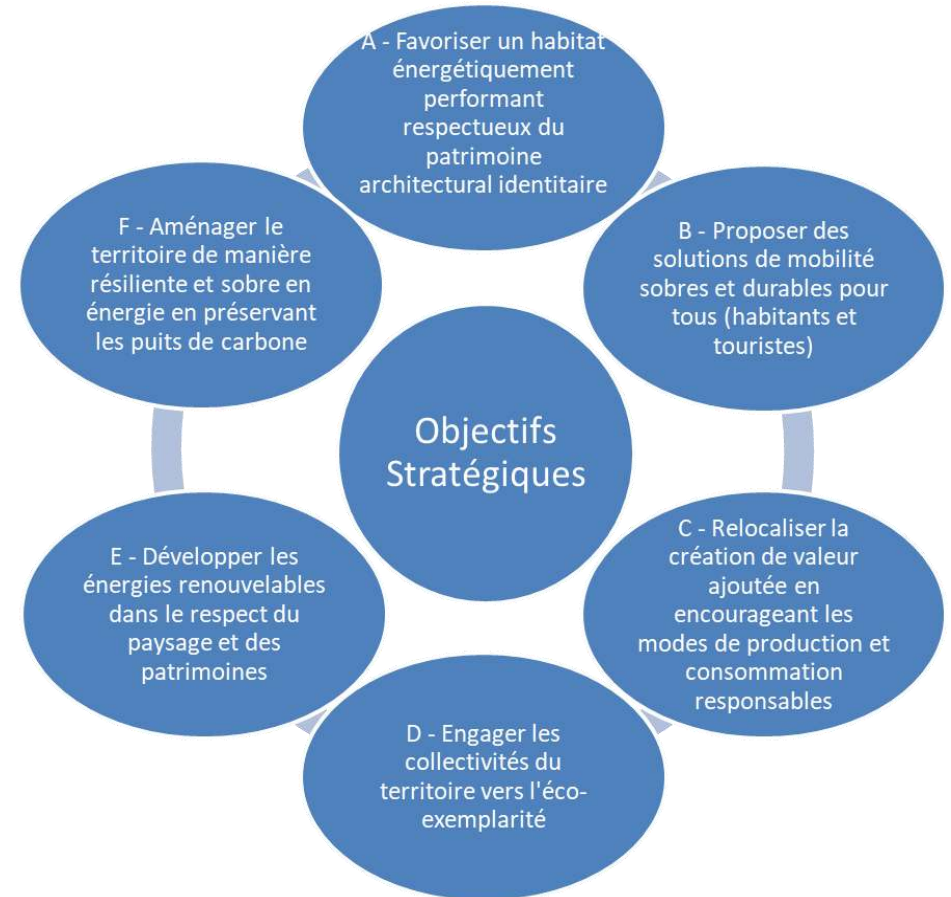 A - Favoriser un habitat
énergétiquement
performant
respectueux du
patrimoine
architectural identitaire
B - Proposer des
solutions de mobilité
sobres et durables pour
tous (habitants et
touristes)
C - Relocaliser la
création de valeur
ajoutée en
encourageant les
modes de production et
consommation
responsables
D - Engager les
collectivités du
territoire vers l'éco-
exemplarité
E - Développer les
énergies renouvelables
dans le respect du
paysage et des
patrimoines
F - Aménager le
territoire de manière
résiliente et sobre en
énergie en préservant
les puits de carbone
Objectifs
Stratégiques